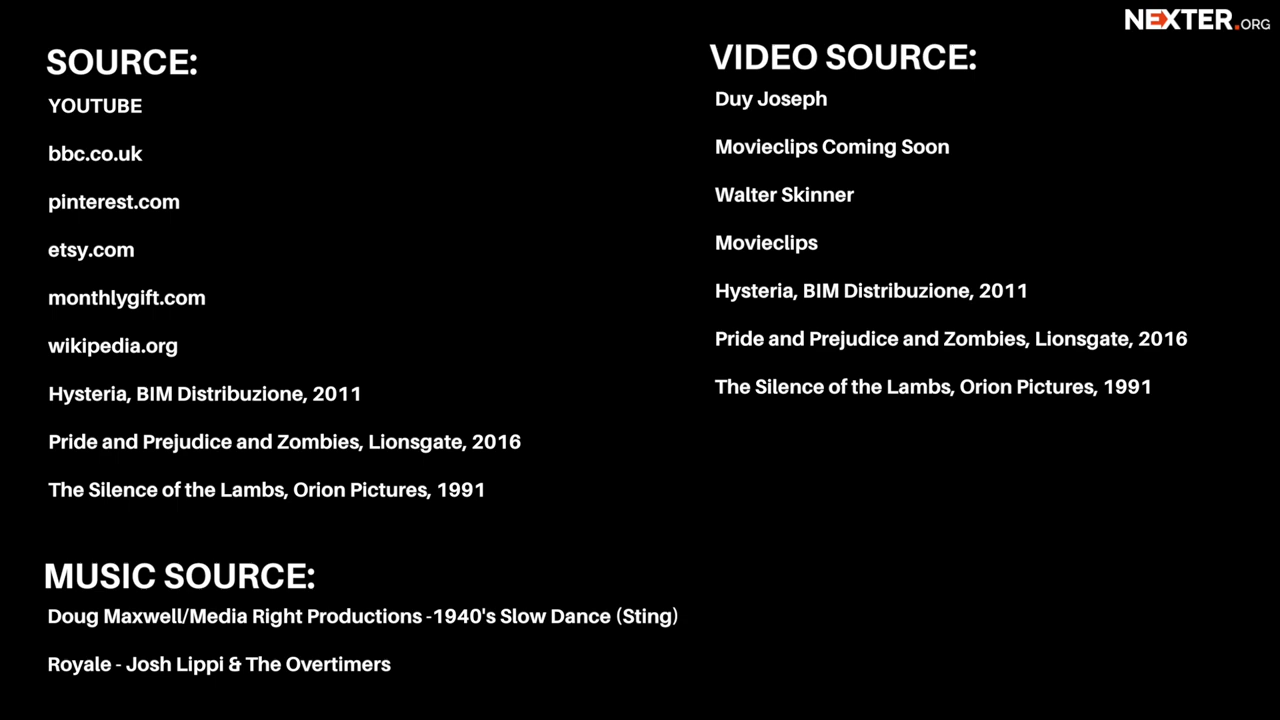 NEXTER.ORG
SOURCE:
YOUTUBE
bbc.co.uk
pinterest.com
etsy.com
monthlygift.com
wikipedia.org
Hysteria, BIM Distribuzione, 2011
Pride and Prejudice and Zombies, Lionsgate, 2016
The Silence of the Lambs, Orion Pictures, 1991
VIDEO SOURCE:
Duy Joseph
Movieclips Coming Soon
Walter Skinner
Movieclips
Hysteria, BIM Distribuzione, 2011
Pride and Prejudice and Zombies, Lionsgate, 2016
The Silence of the Lambs, Orion Pictures, 1991
MUSIC SOURCE:
Doug Maxwell/Media Right Productions -1940's Slow Dance (Sting)
Royale - Josh Lippi & The Overtimers